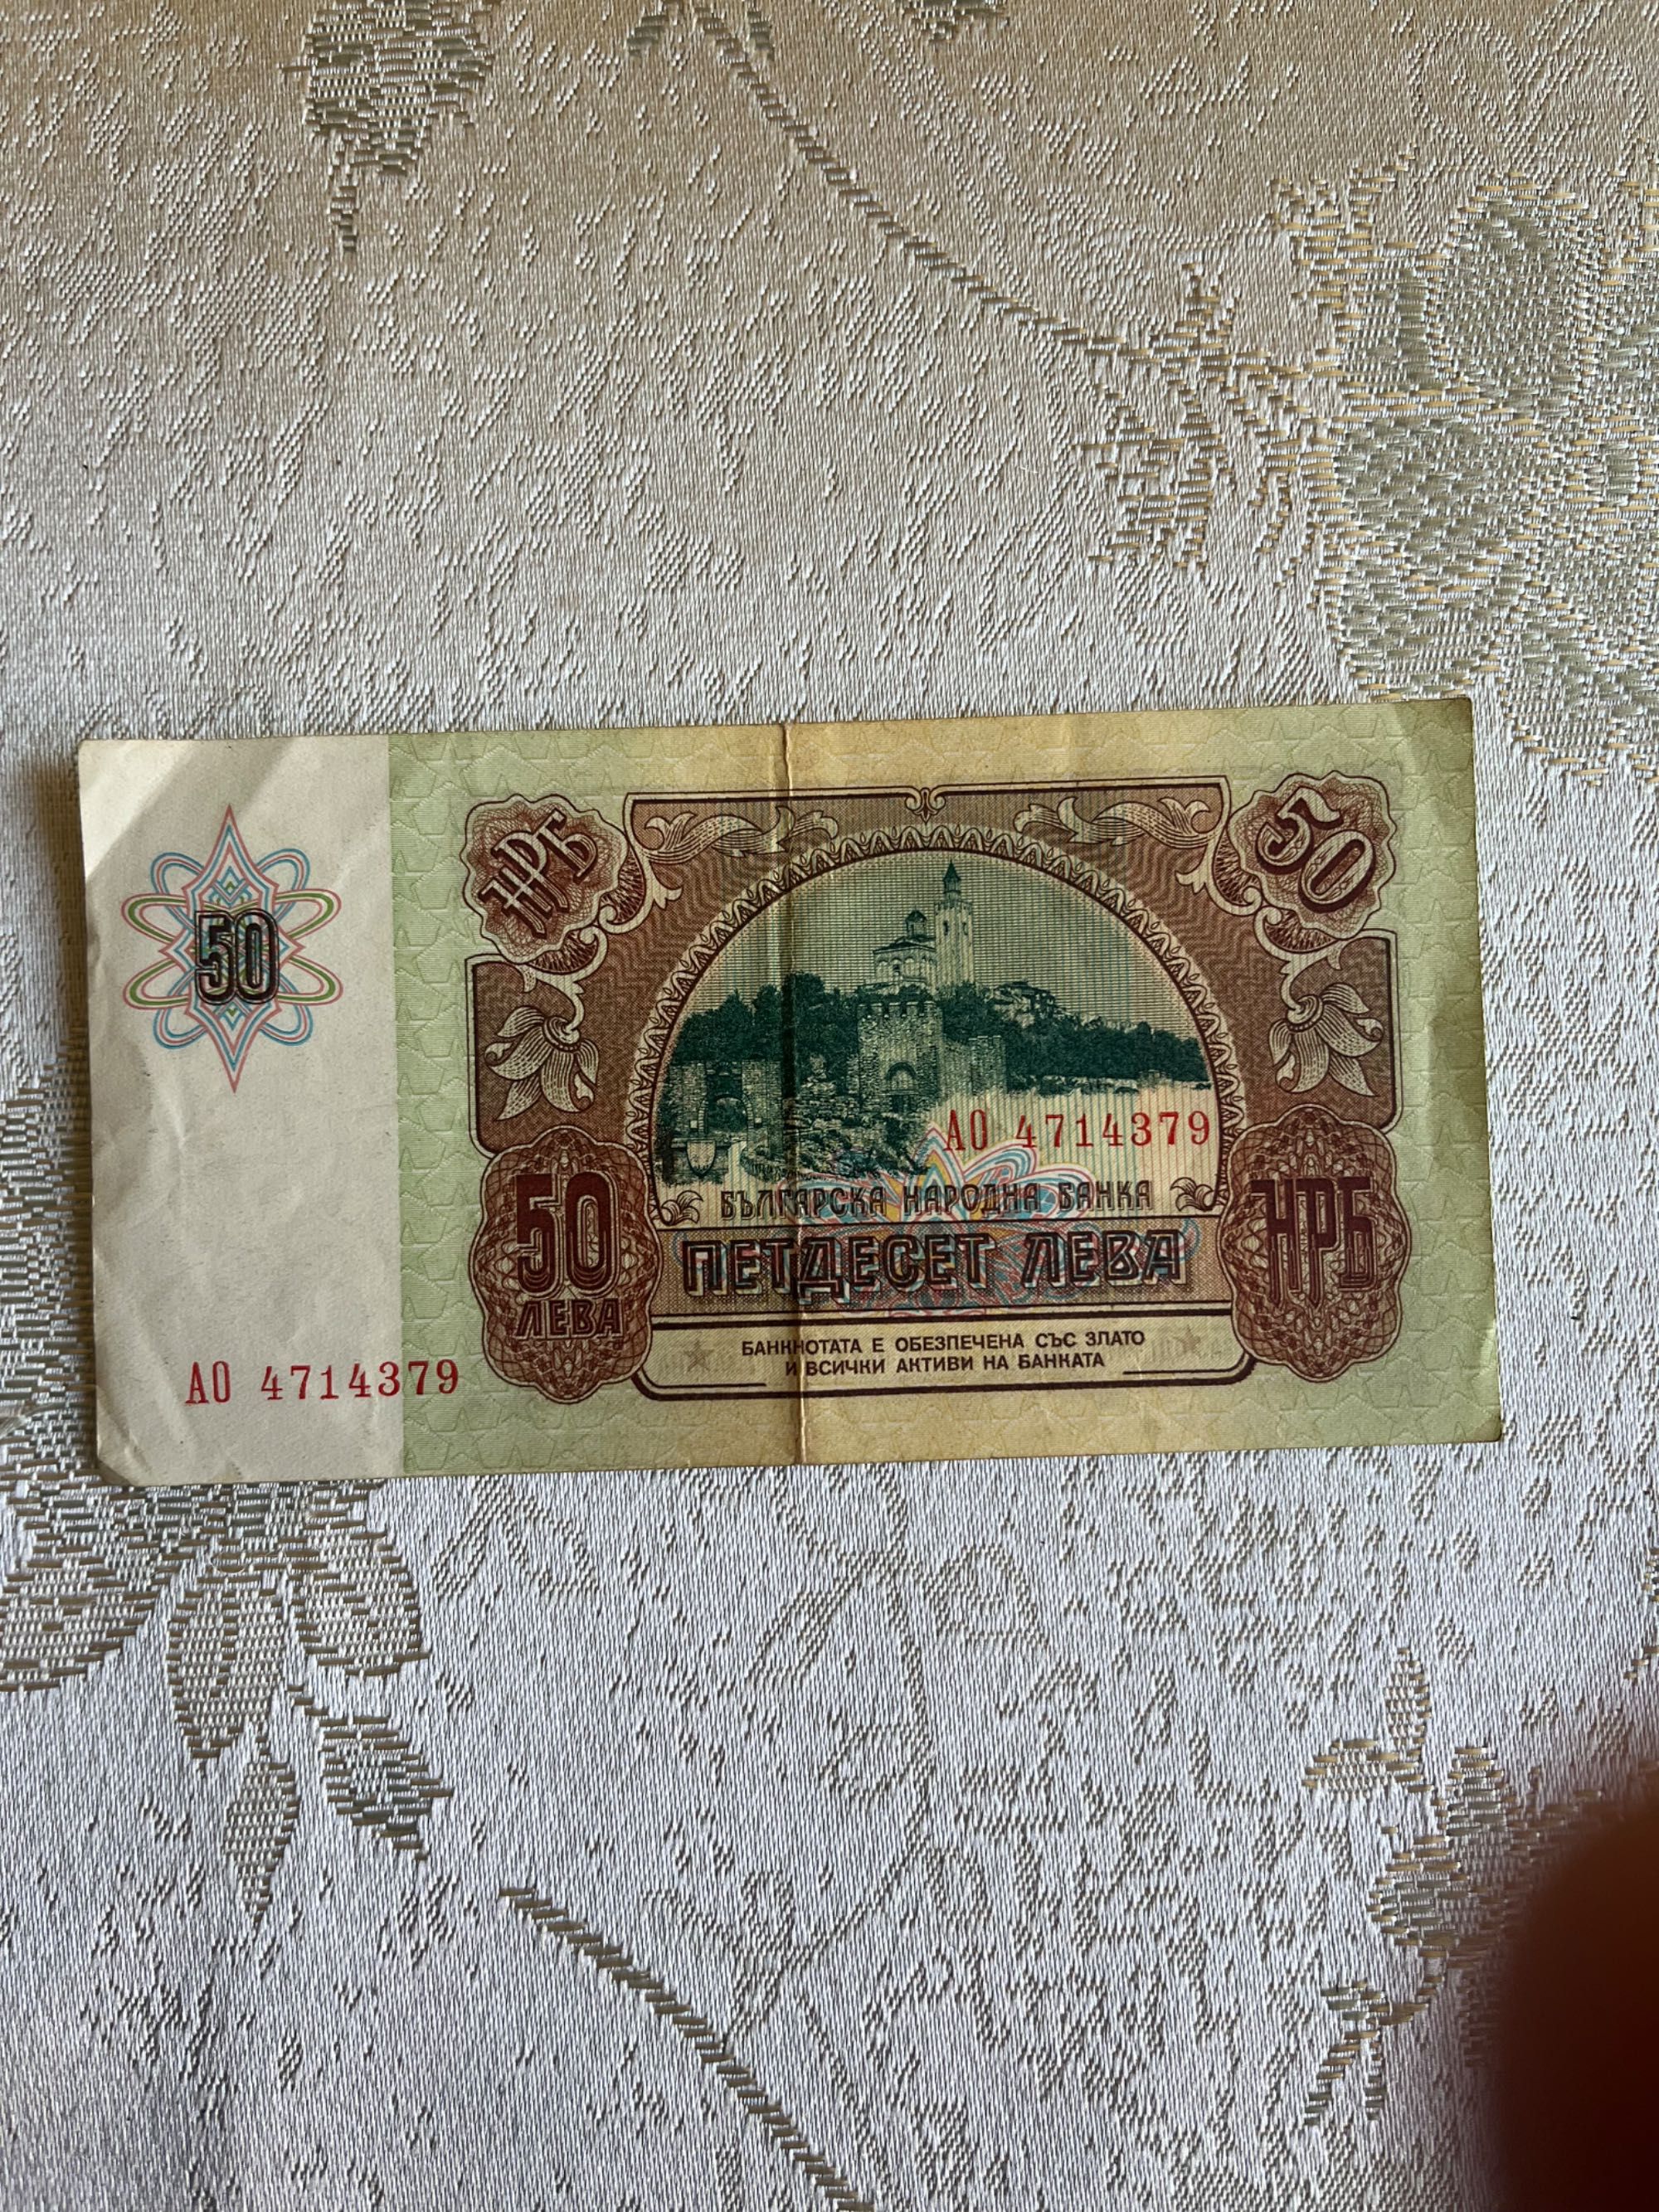 НРБ
50
50
АО 4714379
БЪЛГАРСКА НАРОДНА БАНКА
50
ЛЕВА
ПЕТДЕСЕТ ЛЕВА
НРБ
БАНКНОТАТА Е ОБЕЗПЕЧЕНА СЪС ЗЛАТО
И ВСИЧКИ АКТИВИ НА БАНКАТА
АО 4714379